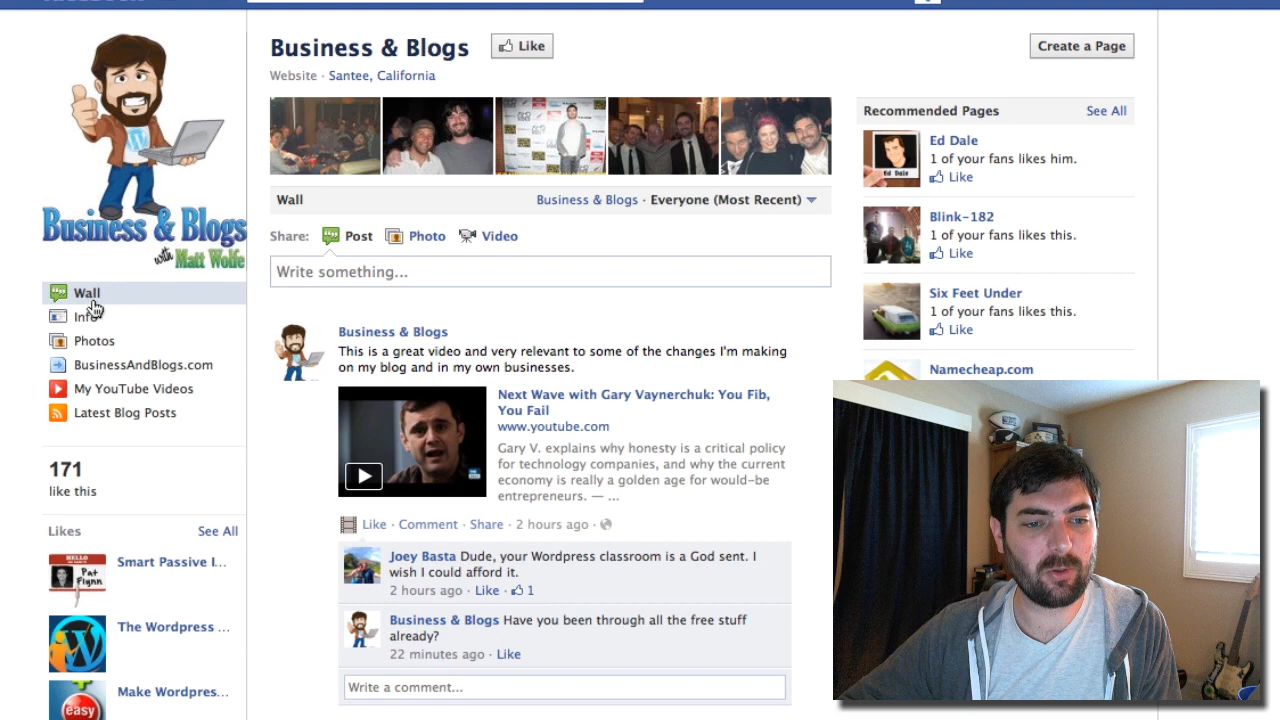 Business & Blogs
Like
Create a Page
Website · Santee, California
Business & Blogs
with Matt Wolfe
Wall
Info
Photos
BusinessAndBlogs.com
My YouTube Videos
Latest Blog Posts
171
like this
Likes
See All
HELLO
Pat
Flynn
Smart Passive I...
The Wordpress ...
easy
Make Wordpres...
Wall
Business & Blogs · Everyone (Most Recent)
Share:
Post
Photo
Video
Write something...
Business & Blogs
This is a great video and very relevant to some of the changes I'm making
on my blog and in my own businesses.
Next Wave with Gary Vaynerchuk: You Fib,
You Fail
www.youtube.com
Gary V. explains why honesty is a critical policy
for technology companies, and why the current
economy is really a golden age for would-be
entrepreneurs. — ...
Like · Comment · Share · 2 hours ago ·
Joey Basta Dude, your Wordpress classroom is a God sent. I
wish I could afford it.
2 hours ago · Like · 1
Business & Blogs Have you been through all the free stuff
already?
22 minutes ago · Like
Write a comment...
Recommended Pages
See All
Ed Dale
Ed Dale
1 of your fans likes him.
Like
Blink-182
1 of your fans likes this.
Like
Six Feet Under
1 of your fans likes this.
Like
Namecheap.com